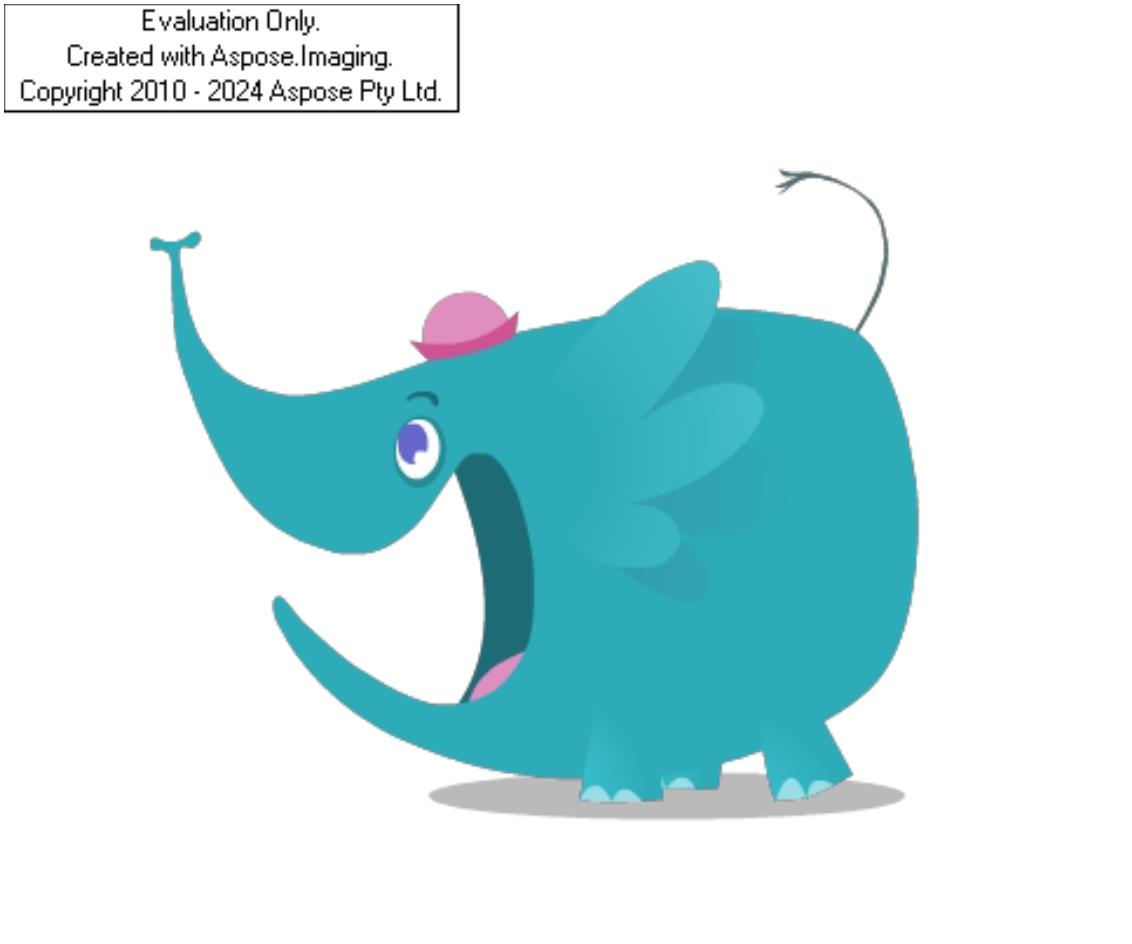 Evaluation Only.
Created with Aspose.Imaging.
Copyright 2010 - 2024 Aspose Pty Ltd.